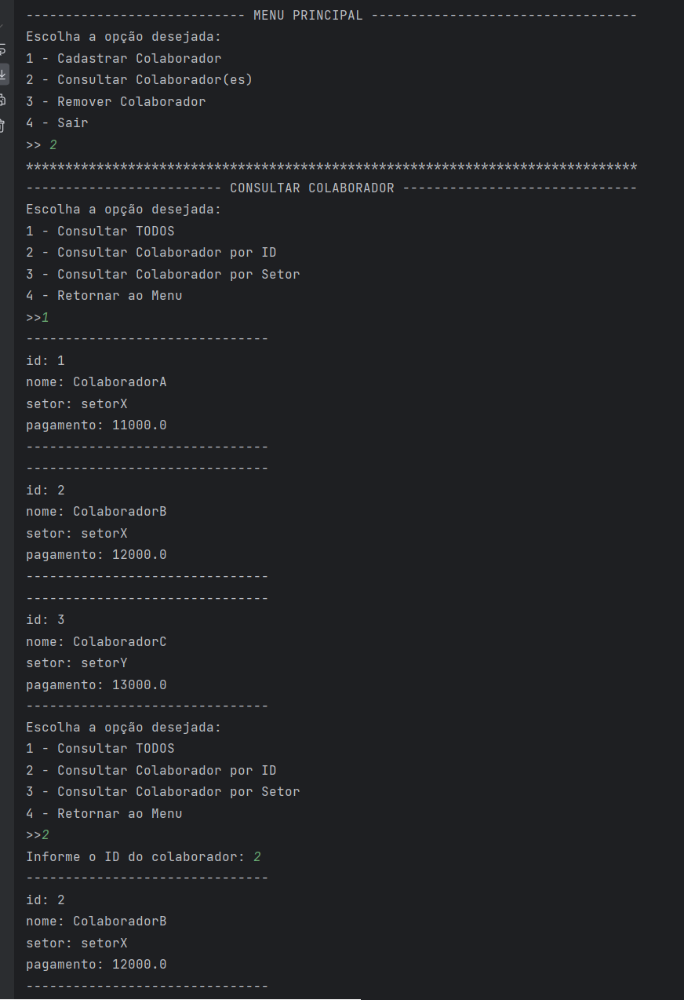 ---------------------------- MENU PRINCIPAL ----------------------------------
Escolha a opção desejada:
1 - Cadastrar Colaborador
2 - Consultar Colaborador(es)
3 - Remover Colaborador
4 - Sair
>> 2
******************************************************************************
------------------------- CONSULTAR COLABORADOR ------------------------------
Escolha a opção desejada:
1 - Consultar TODOS
2 - Consultar Colaborador por ID
3 - Consultar Colaborador por Setor
4 - Retornar ao Menu
>>1
-------------------------------
id: 1
nome: ColaboradorA
setor: setorX
pagamento: 11000.0
-------------------------------
-------------------------------
id: 2
nome: ColaboradorB
setor: setorX
pagamento: 12000.0
-------------------------------
-------------------------------
id: 3
nome: ColaboradorC
setor: setorY
pagamento: 13000.0
-------------------------------
Escolha a opção desejada:
1 - Consultar TODOS
2 - Consultar Colaborador por ID
3 - Consultar Colaborador por Setor
4 - Retornar ao Menu
>>2
Informe o ID do colaborador: 2
-------------------------------
id: 2
nome: ColaboradorB
setor: setorX
pagamento: 12000.0
-------------------------------